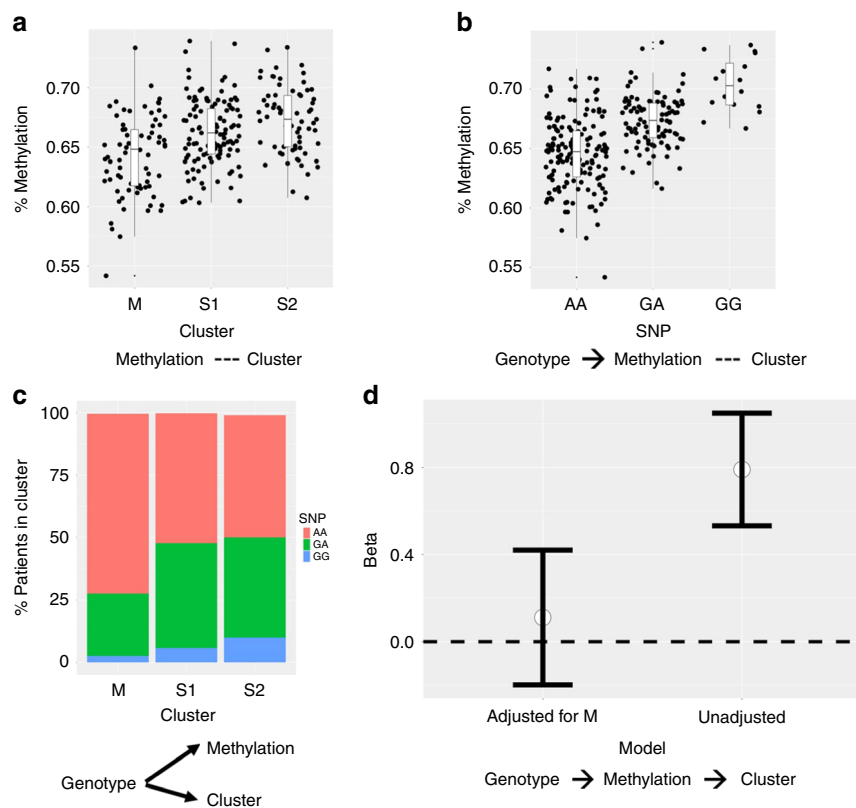 a
% Methylation
0.70
0.65
0.60
0.55
M S1 S2
Cluster
Methylation --- Cluster
b
% Methylation
0.70
0.65
0.60
0.55
AA GA GG
SNP
Genotype → Methylation --- Cluster
c
% Patients in cluster
100
75
50
25
0
SNP
AA
GA
GG
M S1 S2
Cluster
Methylation
Genotype
Cluster
d
Beta
0.8
0.4
0.0
Adjusted for M Unadjusted
Model
Genotype → Methylation → Cluster